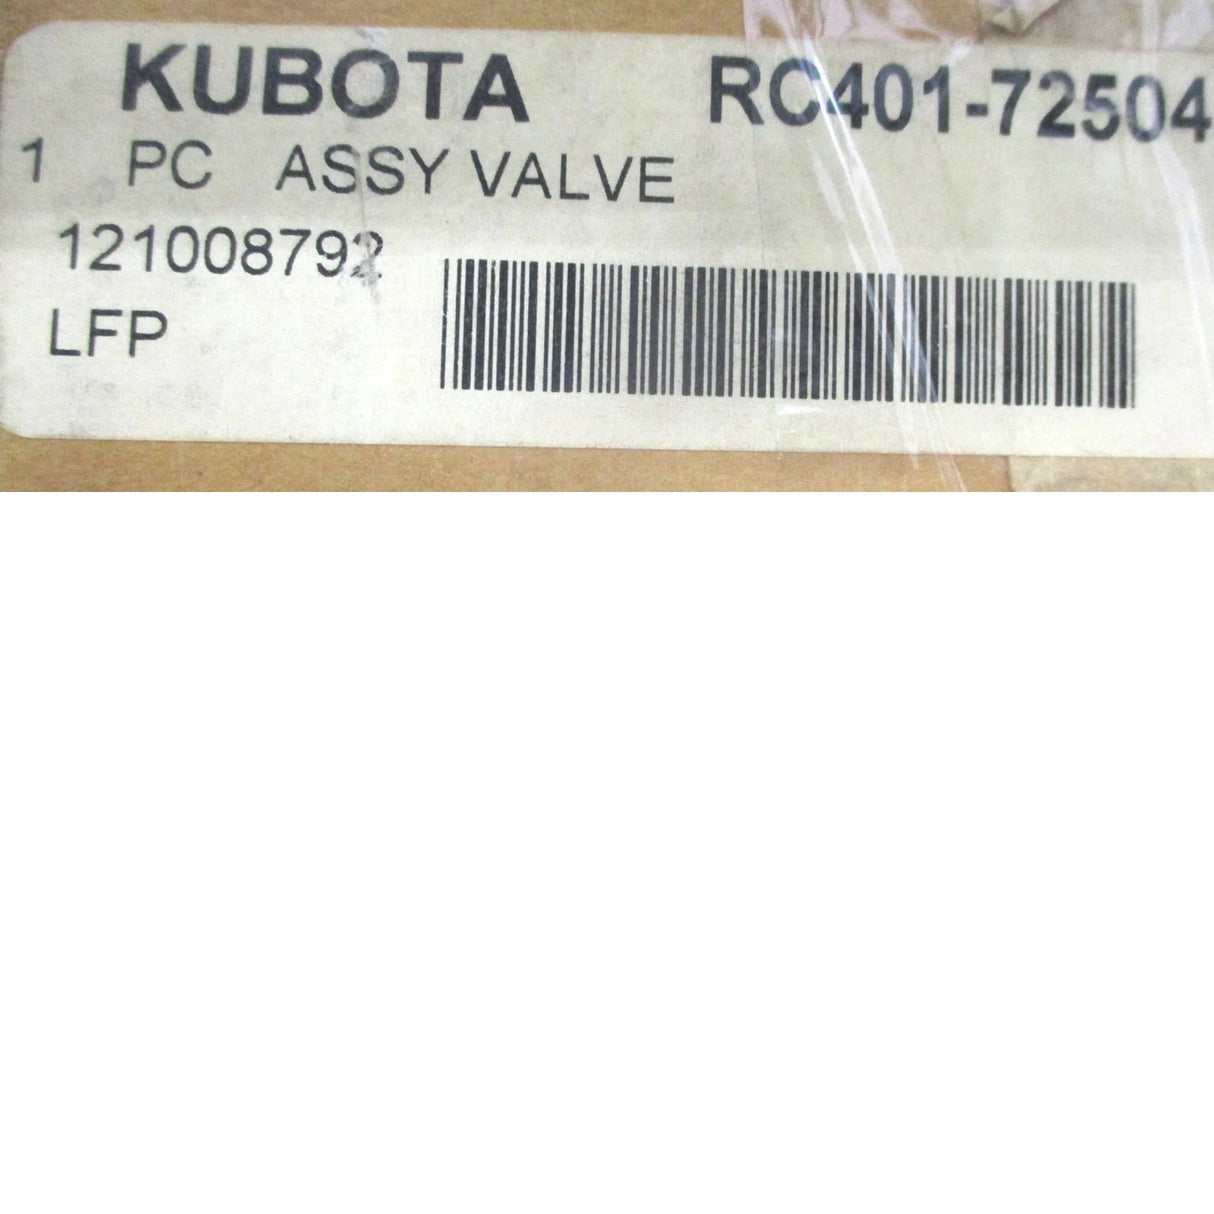 KUBOTA RC401-72504
1 PC ASSY VALVE
121008792
LFP